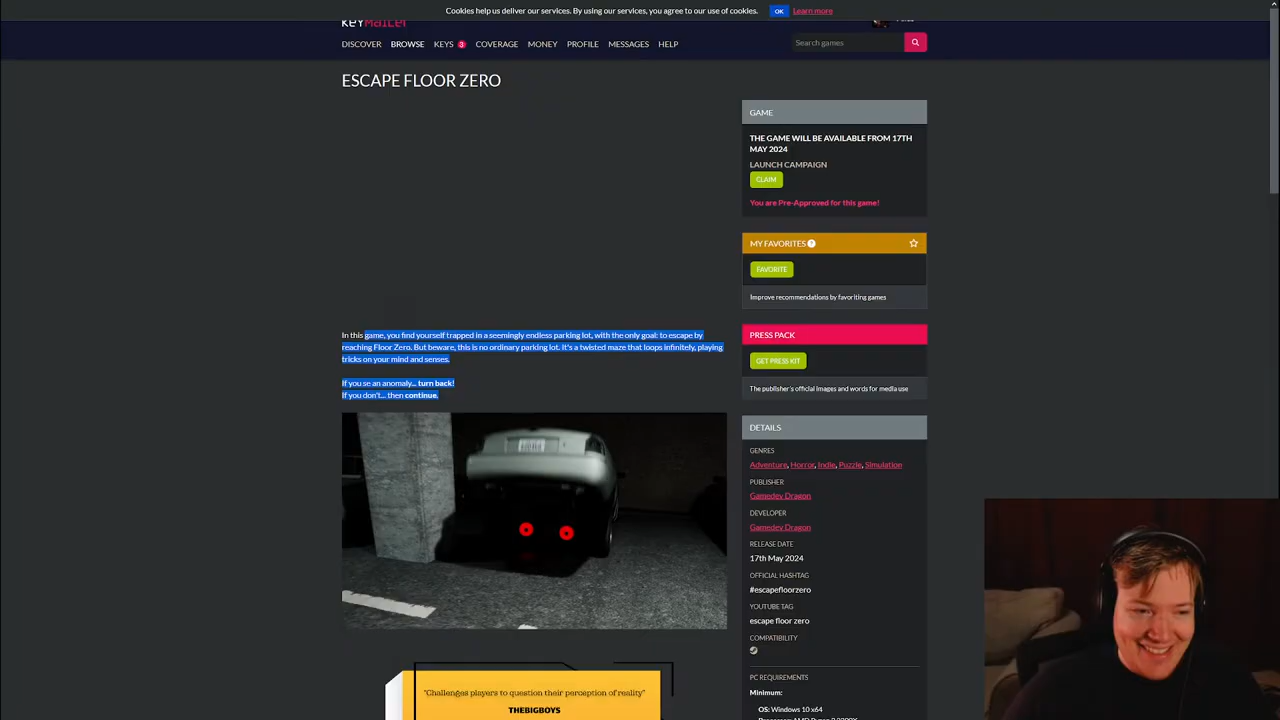 Cookies help us deliver our services. By using our services, you agree to our use of cookies. OK Learn more
KEYMAILER
DISCOVER BROWSE KEYS 3 COVERAGE MONEY PROFILE MESSAGES HELP Search games
ESCAPE FLOOR ZERO
In this game, you find yourself trapped in a seemingly endless parking lot, with the only goal: to escape by
reaching Floor Zero. But beware, this is no ordinary parking lot. It's a twisted maze that loops infinitely, playing
tricks on your mind and senses.
If you se an anomaly... turn back!
If you don't... then continue.
"Challenges players to question their perception of reality"
THEBIGBOYS
GAME
THE GAME WILL BE AVAILABLE FROM 17TH
MAY 2024
LAUNCH CAMPAIGN
CLAIM
You are Pre-Approved for this game!
MY FAVORITES ?
FAVORITE
Improve recommendations by favoriting games
PRESS PACK
GET PRESS KIT
The publisher's official images and words for media use
DETAILS
GENRES
Adventure, Horror, Indie, Puzzle, Simulation
PUBLISHER
Gamedev Dragon
DEVELOPER
Gamedev Dragon
RELEASE DATE
17th May 2024
OFFICIAL HASHTAG
#escapefloorzero
YOUTUBE TAG
escape floor zero
COMPATIBILITY
PC REQUIREMENTS
Minimum:
OS: Windows 10 x64